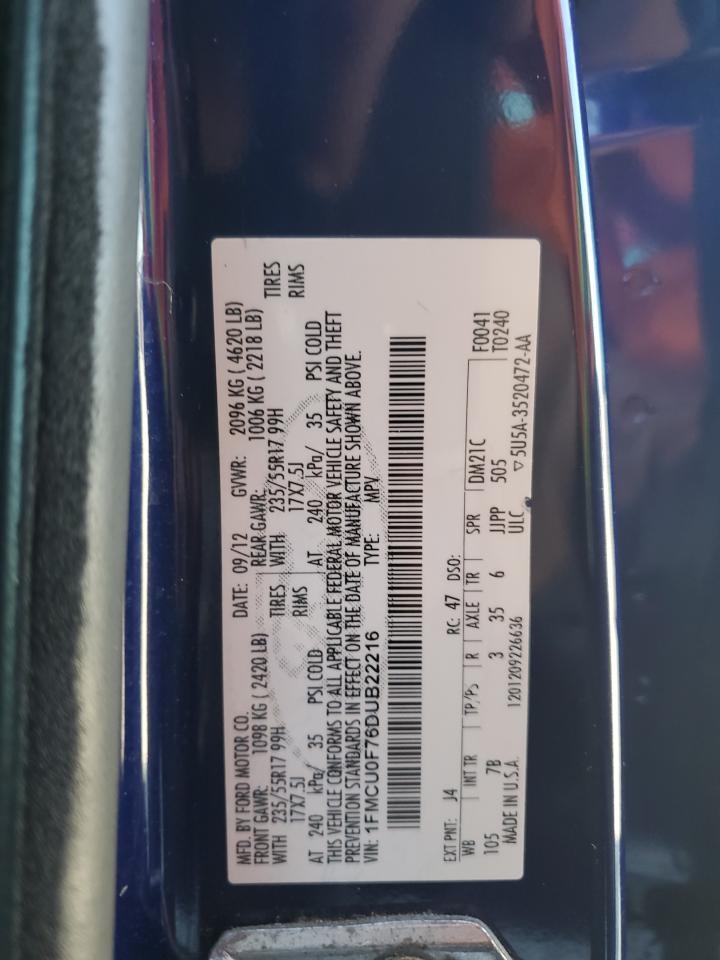 MFD. BY FORD MOTOR CO. DATE: 09/12 GVWR: 2096 KG ( 4620 LB)
FRONT GAWR: 1098 KG ( 2420 LB) REAR GAWR: 1006 KG ( 2218 LB)
WITH 235/55R17 99H TIRES WITH 235/55R17 99H TIRES
17X7.5J RIMS 17X7.5J RIMS
AT 240 kPa/ 35 PSI COLD AT 240 kPa/ 35 PSI COLD
THIS VEHICLE CONFORMS TO ALL APPLICABLE FEDERAL MOTOR VEHICLE SAFETY AND THEFT
PREVENTION STANDARDS IN EFFECT ON THE DATE OF MANUFACTURE SHOWN ABOVE.
VIN: 1FMCU0F76DUB22216 TYPE: MPV
EXT PNT: J4 RC: 47 DSO: F0041
WB INT TR TP/PS R AXLE TR SPR DM21C T0240
105 7B 3 35 6 JJPP 505
MADE IN U.S.A. 1201209226636 ULC ▽5U5A-3520472-AA